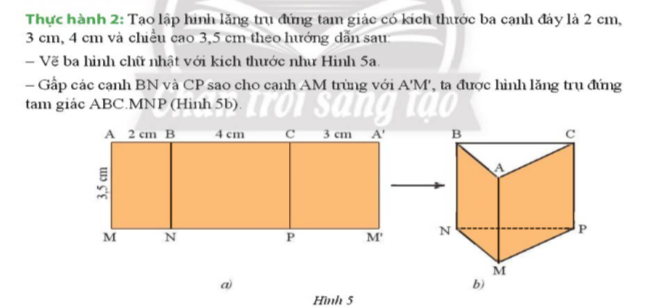 Thực hành 2: Tạo lập hình lăng trụ đứng tam giác có kích thước ba cạnh đáy là 2 cm,
3 cm, 4 cm và chiều cao 3,5 cm theo hướng dẫn sau:
– Vẽ ba hình chữ nhật với kích thước như Hình 5a.
– Gấp các cạnh BN và CP sao cho cạnh AM trùng với A'M', ta được hình lăng trụ đứng
tam giác ABC.MNP (Hình 5b).
Chân trời sáng tạo
A 2 cm B 4 cm C 3 cm A'
B C
A
3,5 cm
M N P M'
N P
M
a) b)
Hình 5